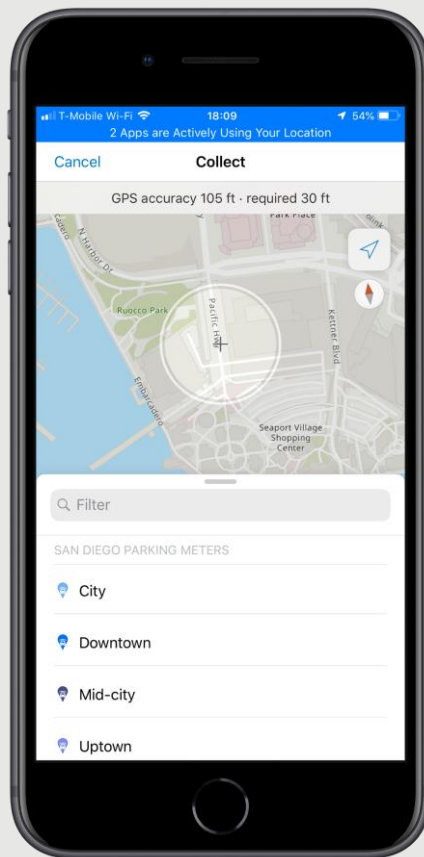 T-Mobile Wi-Fi 18:09 54%
2 Apps are Actively Using Your Location
Cancel Collect
GPS accuracy 105 ft · required 30 ft
Park Place
N Harbor Dr
Ruocco Park
Pacific
Kettner Blvd
Embarcadero
Seaport Village
Shopping
Center
Filter
SAN DIEGO PARKING METERS
City
Downtown
Mid-city
Uptown